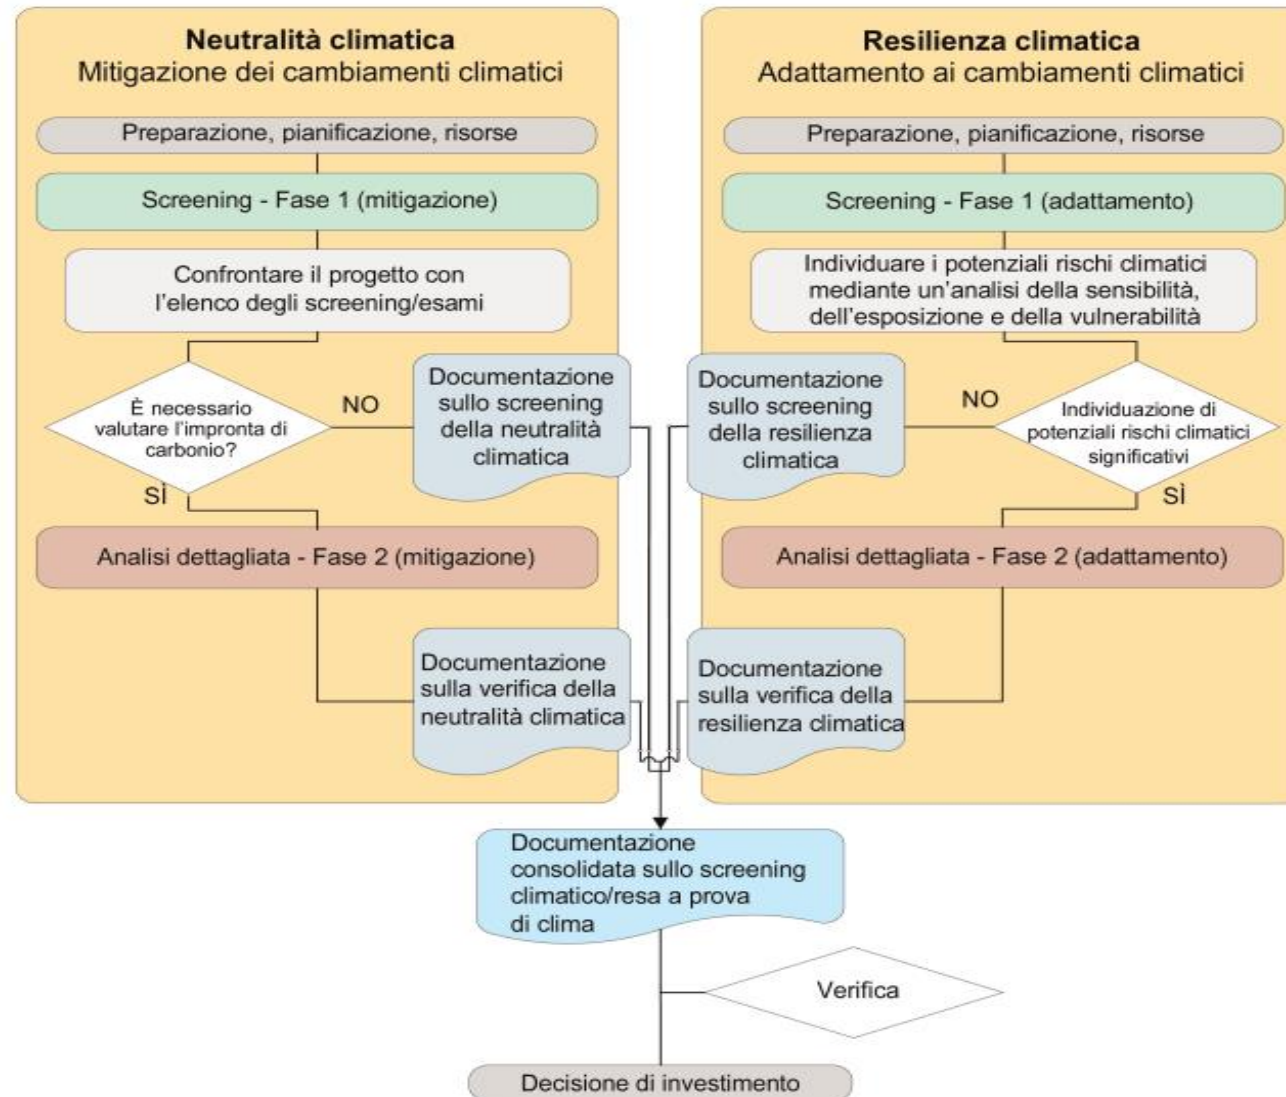 Neutralità climatica
Mitigazione dei cambiamenti climatici
Preparazione, pianificazione, risorse
Screening - Fase 1 (mitigazione)
Confrontare il progetto con
l'elenco degli screening/esami
È necessario
valutare l'impronta di
carbonio?
NO
SÌ
Documentazione
sullo screening
della neutralità
climatica
Analisi dettagliata - Fase 2 (mitigazione)
Documentazione
sulla verifica della
neutralità climatica
Resilienza climatica
Adattamento ai cambiamenti climatici
Preparazione, pianificazione, risorse
Screening - Fase 1 (adattamento)
Individuare i potenziali rischi climatici
mediante un'analisi della sensibilità,
dell'esposizione e della vulnerabilità
Individuazione di
potenziali rischi climatici
significativi
NO
SÌ
Documentazione
sullo screening
della resilienza
climatica
Analisi dettagliata - Fase 2 (adattamento)
Documentazione
sulla verifica della
resilienza climatica
Documentazione
consolidata sullo screening
climatico/resa a prova
di clima
Verifica
Decisione di investimento